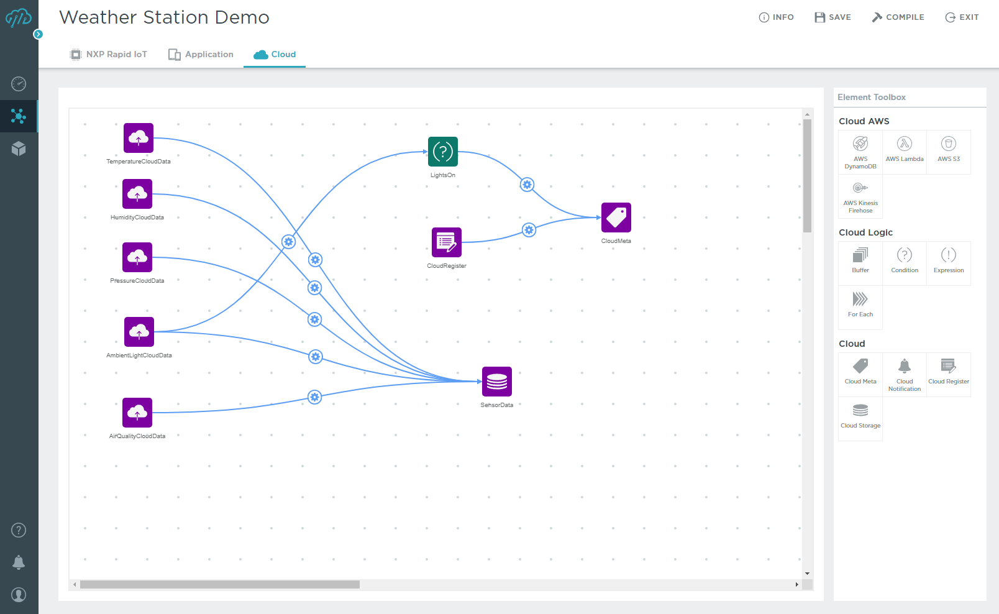 Weather Station Demo
INFO
SAVE
COMPILE
EXIT
NXP Rapid IoT
Application
Cloud
TemperatureCloudData
HumidityCloudData
PressureCloudData
AmbientLightCloudData
AirQualityCloudData
LightsOn
CloudRegister
CloudMeta
SensorData
Element Toolbox
Cloud AWS
AWS
DynamoDB
AWS Lambda
AWS S3
AWS Kinesis
Firehose
Cloud Logic
Buffer
Condition
Expression
For Each
Cloud
Cloud Meta
Cloud
Notification
Cloud Register
Cloud Storage